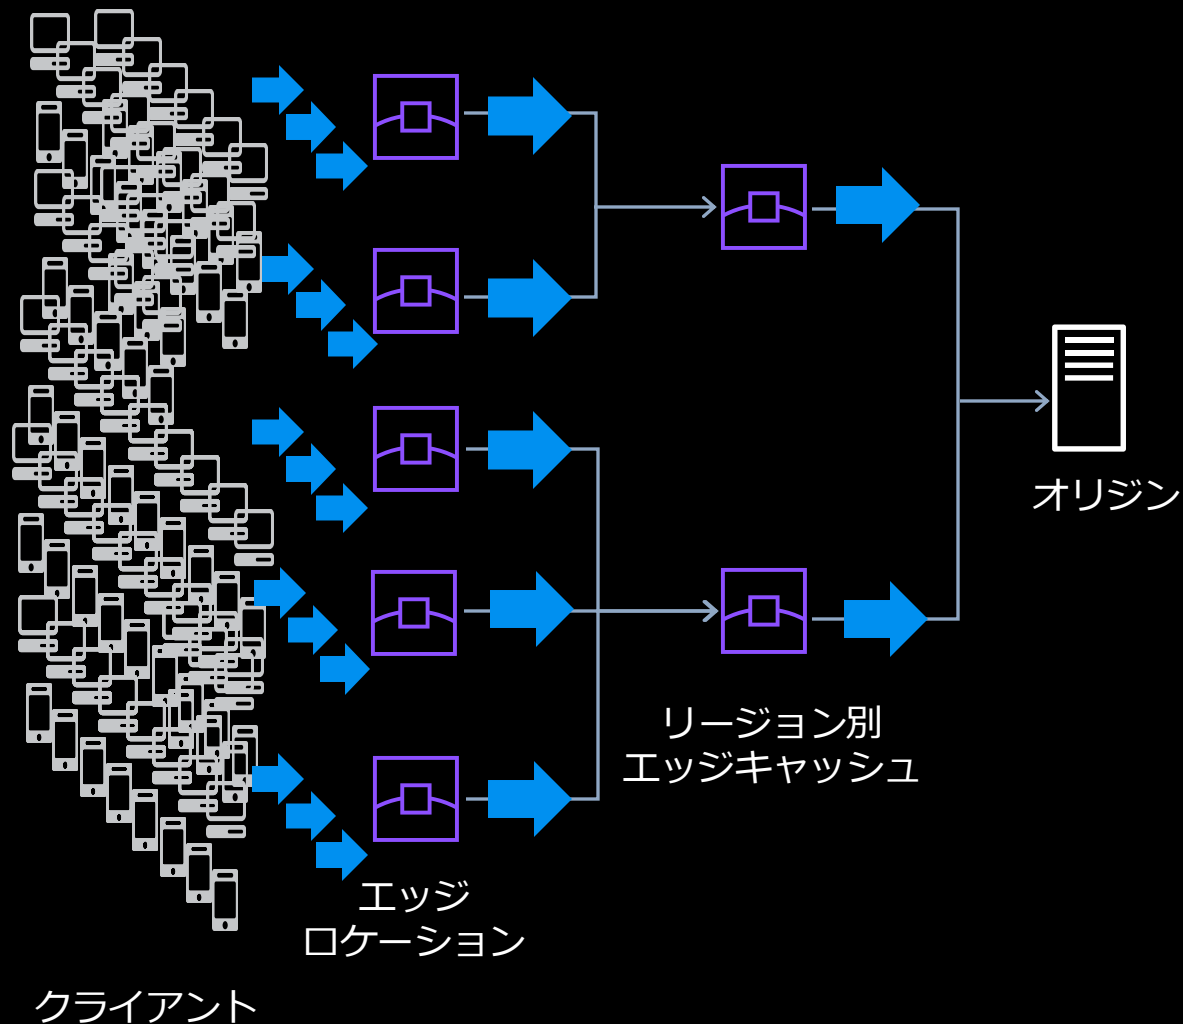 オリジン
リージョン別
エッジキャッシュ
エッジ
ロケーション
クライアント